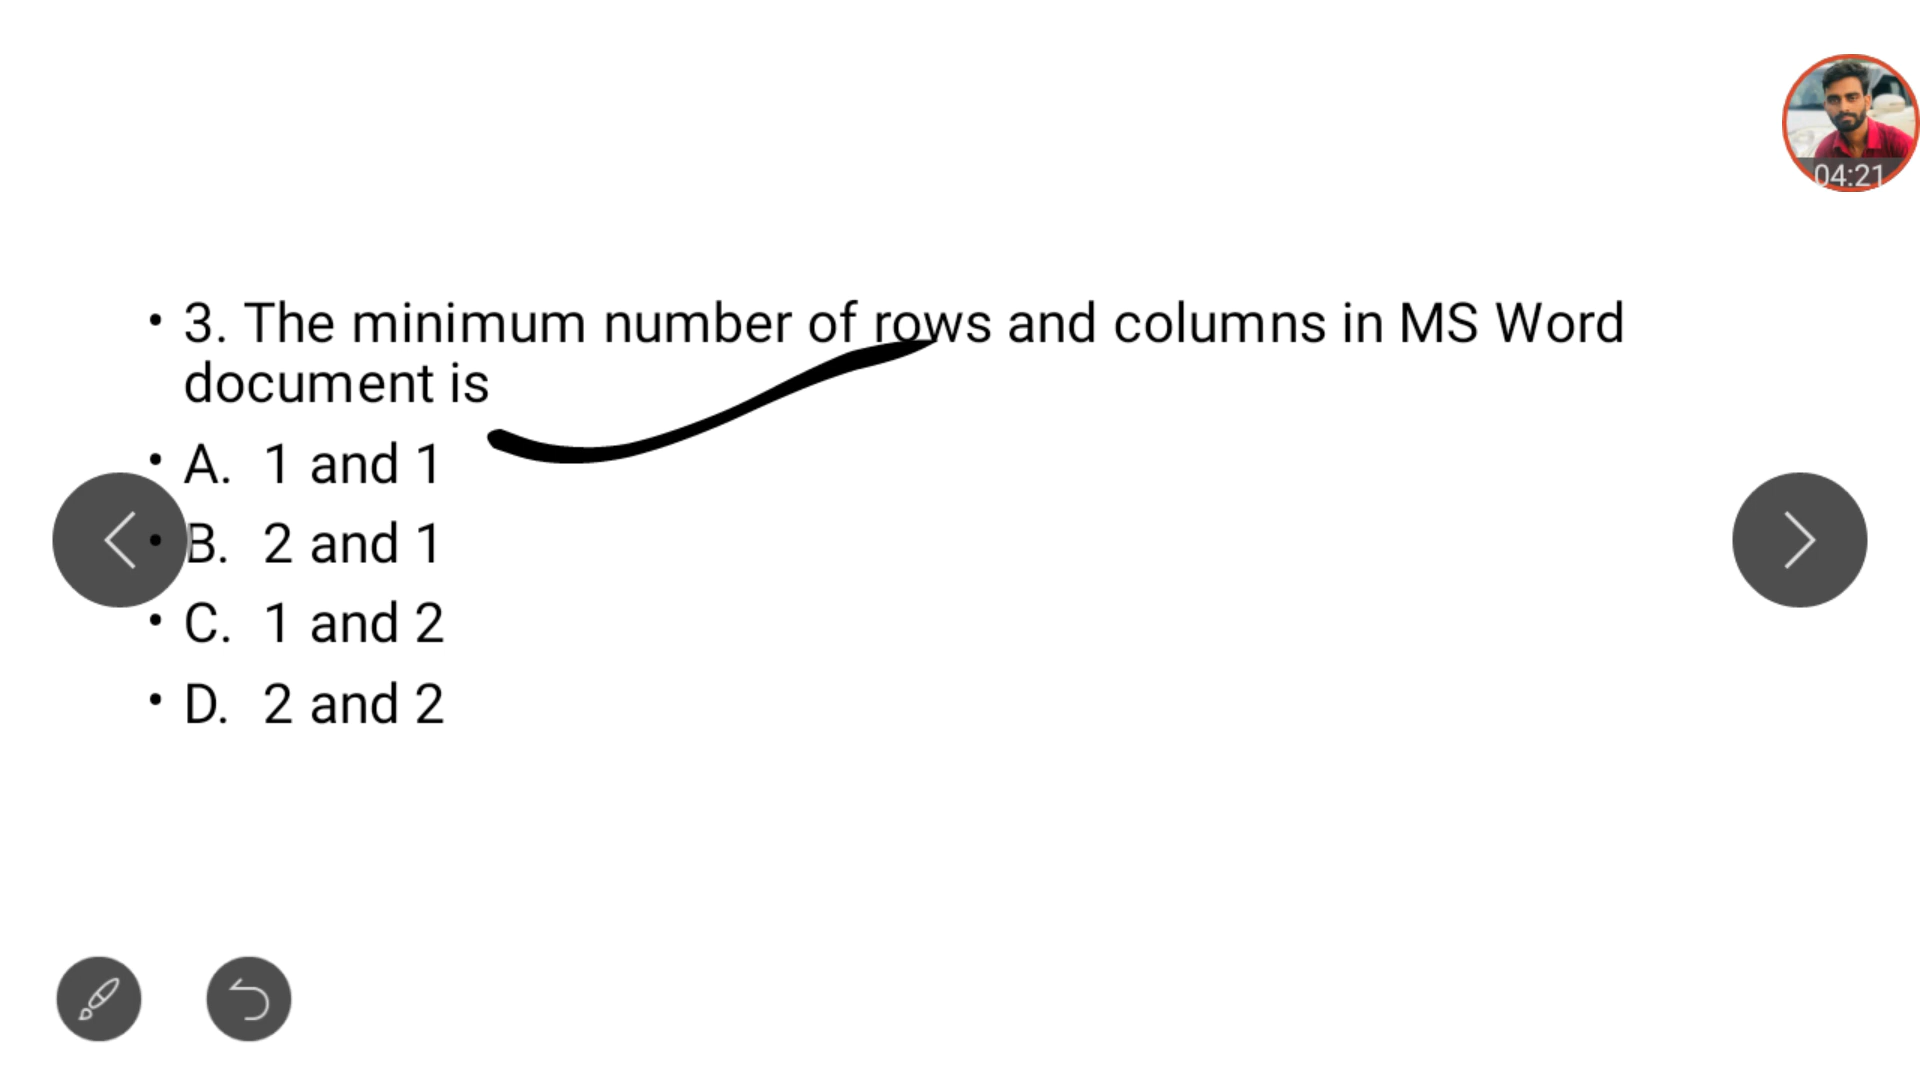 04:21
• 3. The minimum number of rows and columns in MS Word
document is
• A. 1 and 1
• B. 2 and 1
• C. 1 and 2
• D. 2 and 2